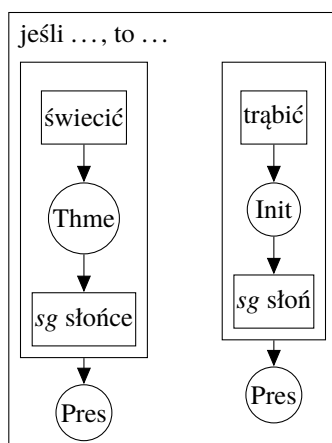 jeśli …, to …
świecić
trąbić
Thme
Init
sg słońce
sg słoń
Pres
Pres